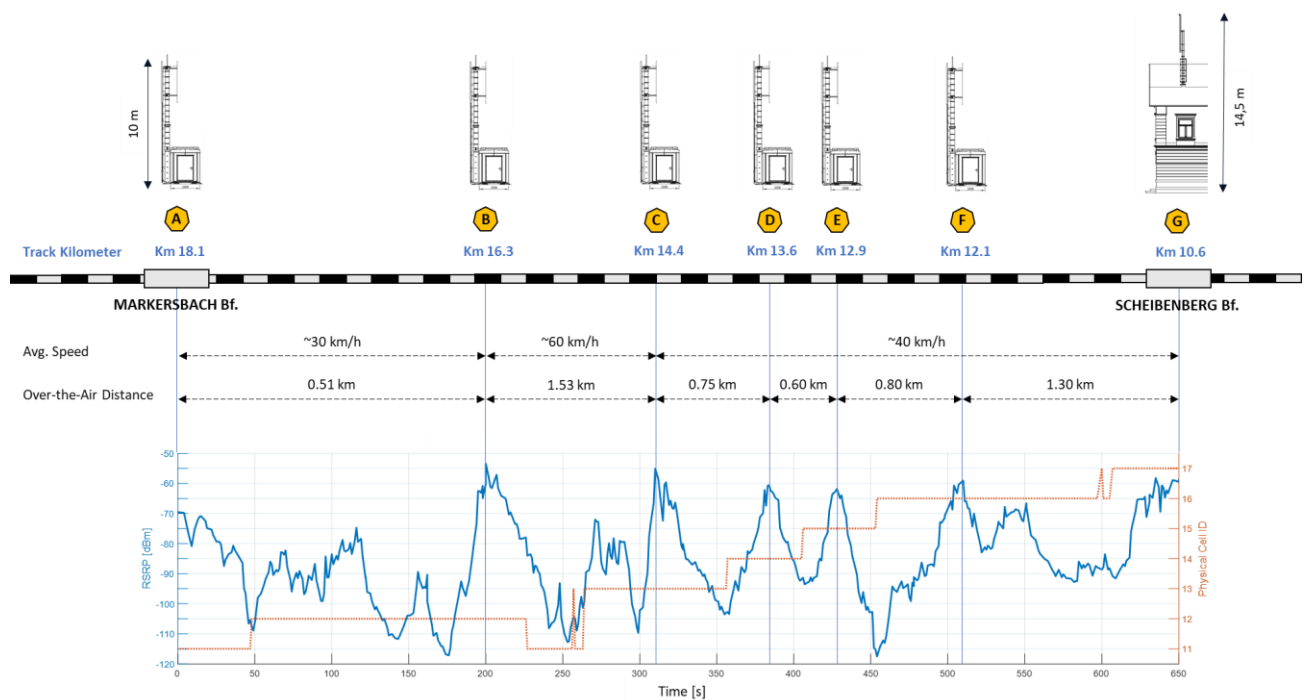 10 m
14,5 m
A B C D E F G
Track Kilometer Km 18.1 Km 16.3 Km 14.4 Km 13.6 Km 12.9 Km 12.1 Km 10.6
MARKERSBACH Bf. SCHEIBENBERG Bf.
Avg. Speed ~30 km/h ~60 km/h ~40 km/h
Over-the-Air Distance 0.51 km 1.53 km 0.75 km 0.60 km 0.80 km 1.30 km
RSRP [dBm]
-50
-60
-70
-80
-90
-100
-110
-120
17
16
15
14
13
12
11
Physical Cell ID
0 50 100 150 200 250 300 350 400 450 500 550 600 650
Time [s]